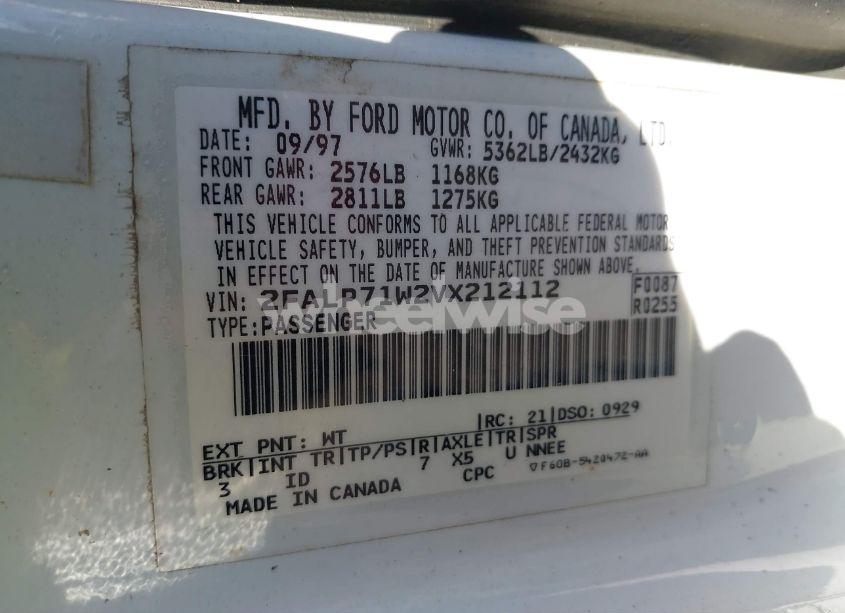 MFD. BY FORD MOTOR CO. OF CANADA, LTD.
DATE: 09/97 GVWR: 5362LB/2432KG
FRONT GAWR: 2576LB 1168KG
REAR GAWR: 2811LB 1275KG
THIS VEHICLE CONFORMS TO ALL APPLICABLE FEDERAL MOTOR
VEHICLE SAFETY, BUMPER, AND THEFT PREVENTION STANDARDS
IN EFFECT ON THE DATE OF MANUFACTURE SHOWN ABOVE.
VIN: 2FALP71W2VX212112 F0087
TYPE: PASSENGER R0255
wheelwise
EXT PNT: WT |RC: 21|DSO: 0929
BRK|INT TR|TP/PS|R|AXLE|TR|SPR
3 ID 7 X5 U NNEE
MADE IN CANADA CPC F60B-5420472-AA